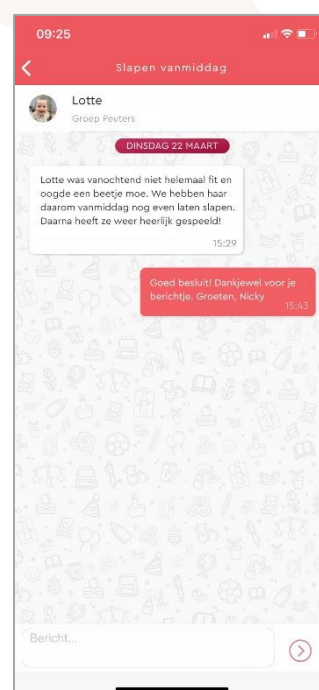 09:25
Slapen vanmiddag
Lotte
Groep Peuters
DINSDAG 22 MAART
Lotte was vanochtend niet helemaal fit en
oogde een beetje moe. We hebben haar
daarom vanmiddag nog even laten slapen.
Daarna heeft ze weer heerlijk gespeeld!
15:29
Goed besluit! Dankjewel voor je
berichtje. Groeten, Nicky
15:43
Bericht...